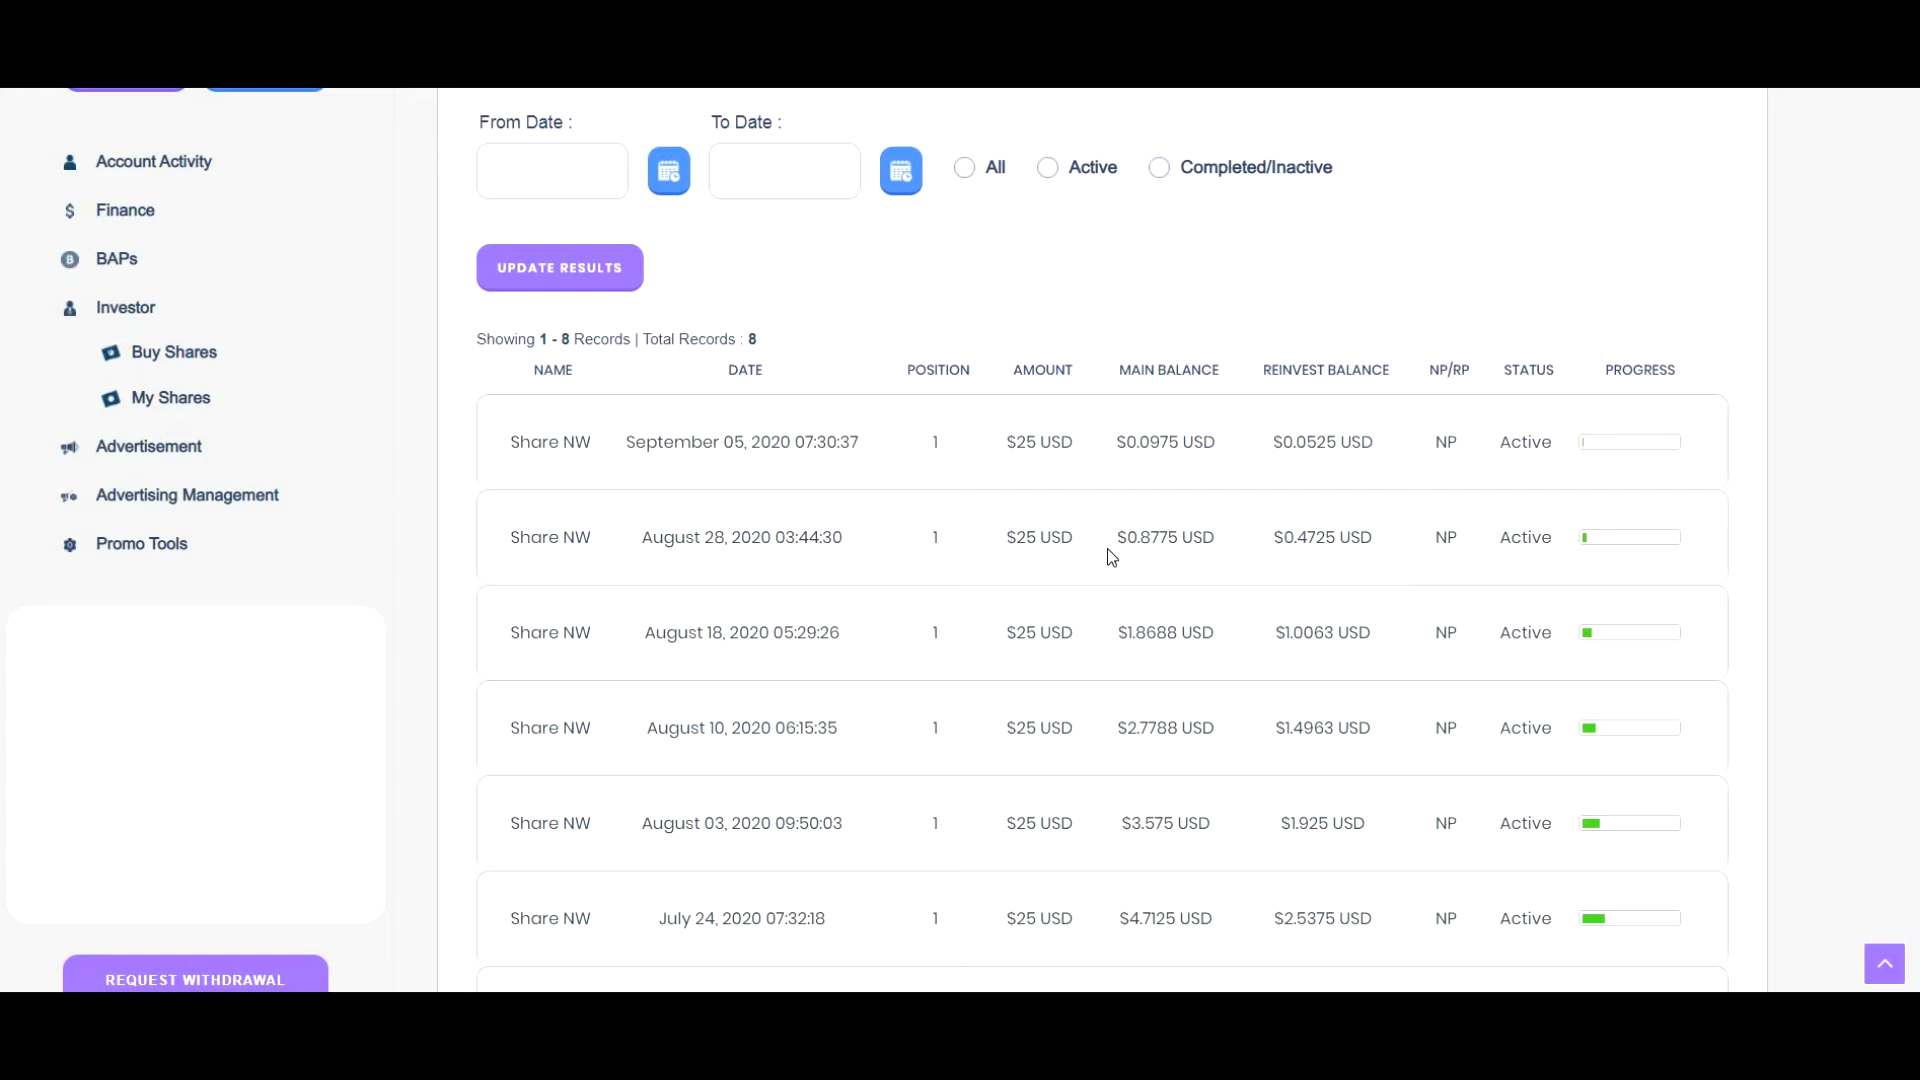 From Date :
To Date :
All
Active
Completed/Inactive
UPDATE RESULTS
Account Activity
Finance
BAPs
Investor
Buy Shares
My Shares
Advertisement
Advertising Management
Promo Tools
REQUEST WITHDRAWAL
Showing 1 - 8 Records | Total Records : 8
NAME DATE POSITION AMOUNT MAIN BALANCE REINVEST BALANCE NP/RP STATUS PROGRESS
Share NW September 05, 2020 07:30:37 1 $25 USD $0.0975 USD $0.0525 USD NP Active
Share NW August 28, 2020 03:44:30 1 $25 USD $0.8775 USD $0.4725 USD NP Active
Share NW August 18, 2020 05:29:26 1 $25 USD $1.8688 USD $1.0063 USD NP Active
Share NW August 10, 2020 06:15:35 1 $25 USD $2.7788 USD $1.4963 USD NP Active
Share NW August 03, 2020 09:50:03 1 $25 USD $3.575 USD $1.925 USD NP Active
Share NW July 24, 2020 07:32:18 1 $25 USD $4.7125 USD $2.5375 USD NP Active